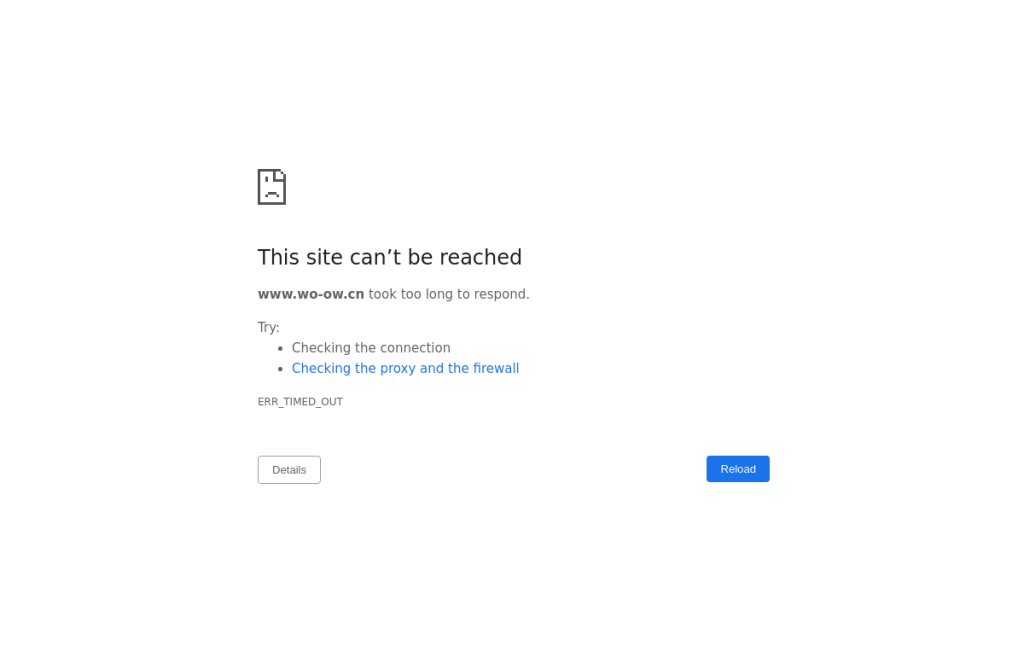 This site can’t be reached
www.wo-ow.cn took too long to respond.
Try:
Checking the connection
Checking the proxy and the firewall
ERR_TIMED_OUT
Details
Reload